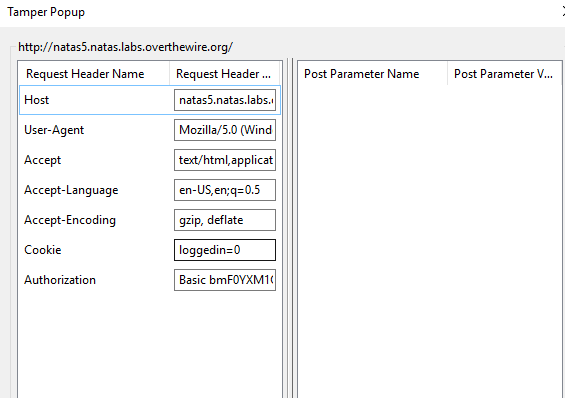 Tamper Popup
http://natas5.natas.labs.overthewire.org/
Request Header Name Request Header ... Post Parameter Name Post Parameter V...
Host natas5.natas.labs.
User-Agent Mozilla/5.0 (Wind
Accept text/html,applicat
Accept-Language en-US,en;q=0.5
Accept-Encoding gzip, deflate
Cookie loggedin=0
Authorization Basic bmF0YXM1